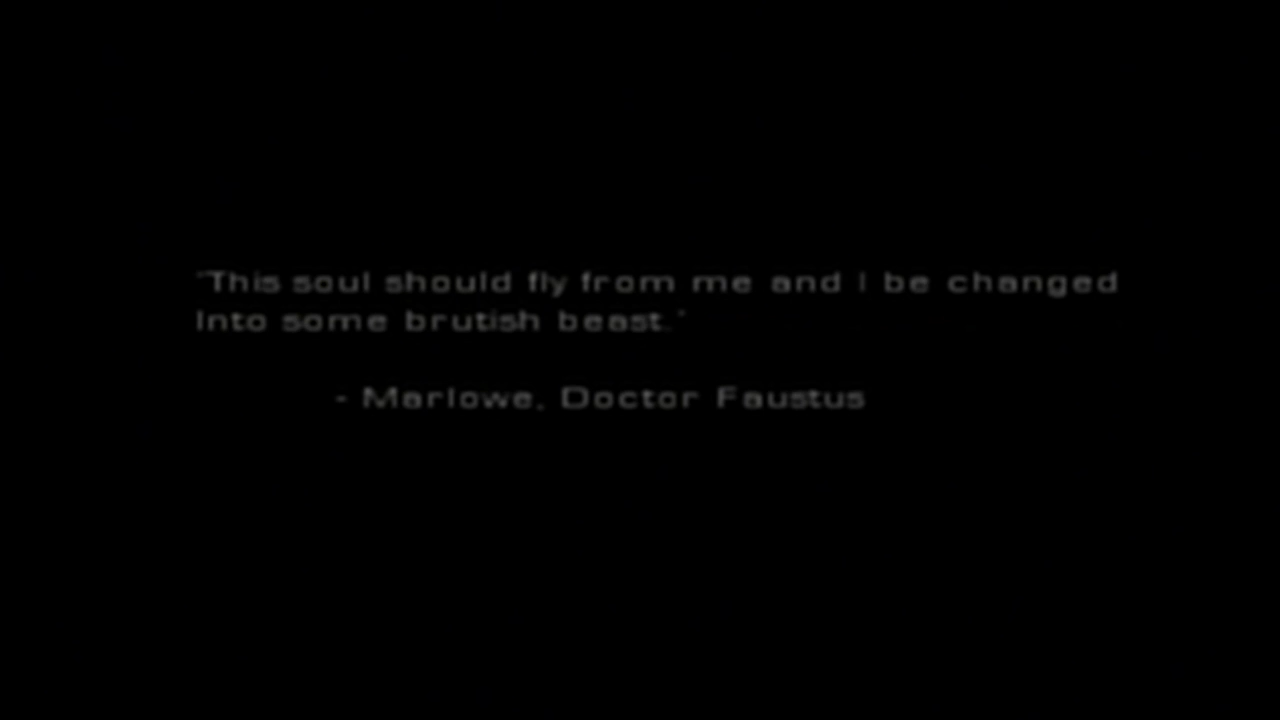 "This soul should fly from me and I be changed
Into some brutish beast."
- Marlowe, Doctor Faustus